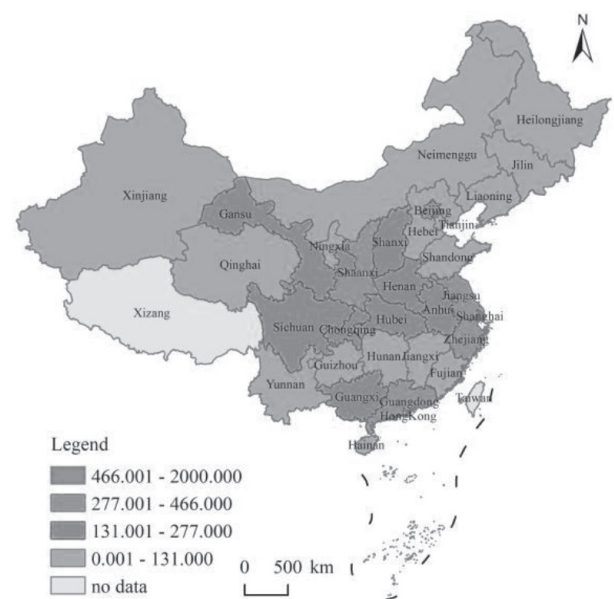 N
Heilongjiang
Neimenggu
Jilin
Xinjiang
Liaoning
Beijing
Gansu
Tianjin
Hebei
Ningxia
Shanxi
Shandong
Qinghai
Shaanxi
Henan
Jiangsu
Xizang
Anhui
Shanghai
Hubei
Sichuan
Chongqing
Zhejiang
Hunan
Jiangxi
Guizhou
Fujian
Yunnan
Taiwan
Guangxi
Guangdong
HongKong
Hainan
Legend
466.001 - 2000.000
277.001 - 466.000
131.001 - 277.000
0.001 - 131.000
no data
0 500 km